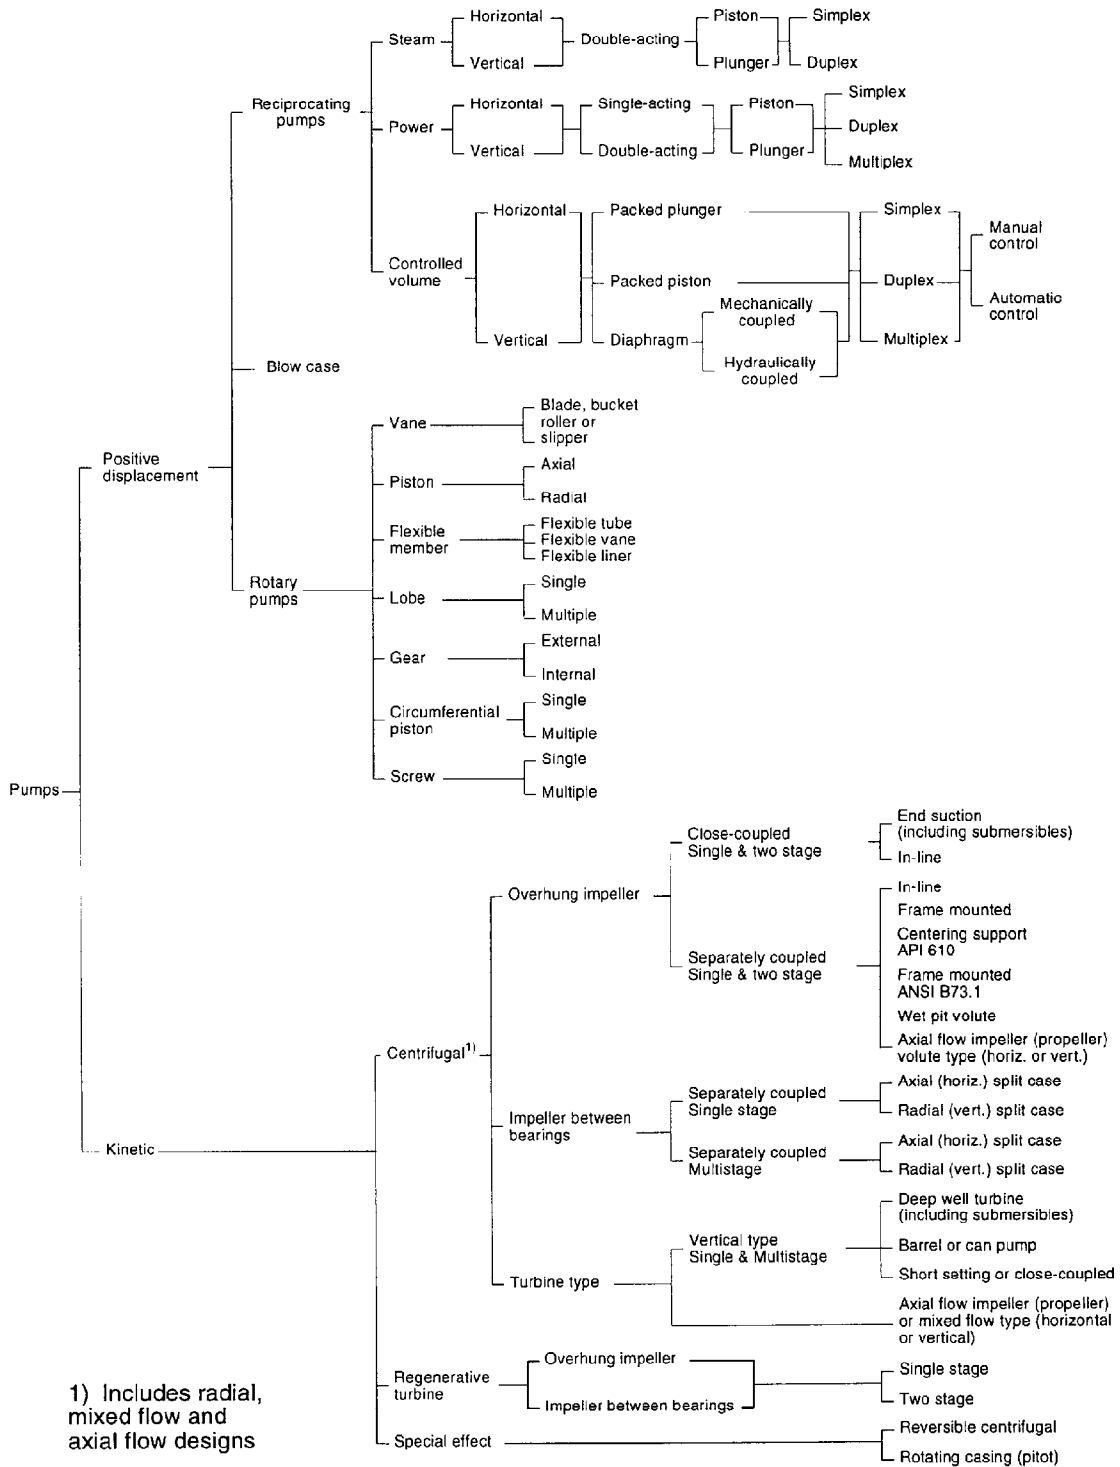 Pumps
Positive
displacement
Reciprocating
pumps
Steam
Horizontal
Vertical
Double-acting
Piston
Plunger
Simplex
Duplex
Power
Horizontal
Vertical
Single-acting
Double-acting
Piston
Plunger
Simplex
Duplex
Multiplex
Controlled
volume
Horizontal
Vertical
Packed plunger
Packed piston
Diaphragm
Mechanically
coupled
Hydraulically
coupled
Simplex
Duplex
Multiplex
Manual
control
Automatic
control
Blow case
Rotary
pumps
Vane
Blade, bucket
roller or
slipper
Piston
Axial
Radial
Flexible
member
Flexible tube
Flexible vane
Flexible liner
Lobe
Single
Multiple
Gear
External
Internal
Circumferential
piston
Single
Multiple
Screw
Single
Multiple
Kinetic
Centrifugal1)
Overhung impeller
Close-coupled
Single & two stage
End suction
(including submersibles)
In-line
Separately coupled
Single & two stage
In-line
Frame mounted
Centering support
API 610
Frame mounted
ANSI B73.1
Wet pit volute
Axial flow impeller (propeller)
volute type (horiz. or vert.)
Impeller between
bearings
Separately coupled
Single stage
Axial (horiz.) split case
Radial (vert.) split case
Separately coupled
Multistage
Axial (horiz.) split case
Radial (vert.) split case
Turbine type
Vertical type
Single & Multistage
Deep well turbine
(including submersibles)
Barrel or can pump
Short setting or close-coupled
Axial flow impeller (propeller)
or mixed flow type (horizontal
or vertical)
Regenerative
turbine
Overhung impeller
Impeller between bearings
Single stage
Two stage
Special effect
Reversible centrifugal
Rotating casing (pitot)
1) Includes radial,
mixed flow and
axial flow designs